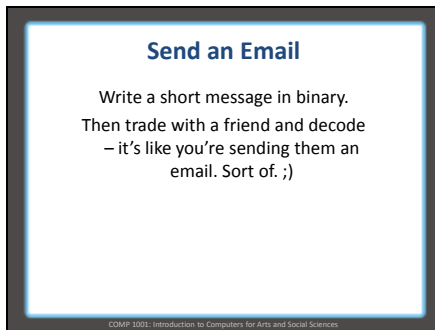 Send an Email
Write a short message in binary.
Then trade with a friend and decode
– it’s like you’re sending them an
email. Sort of. ;)
COMP 1001: Introduction to Computers for Arts and Social Sciences